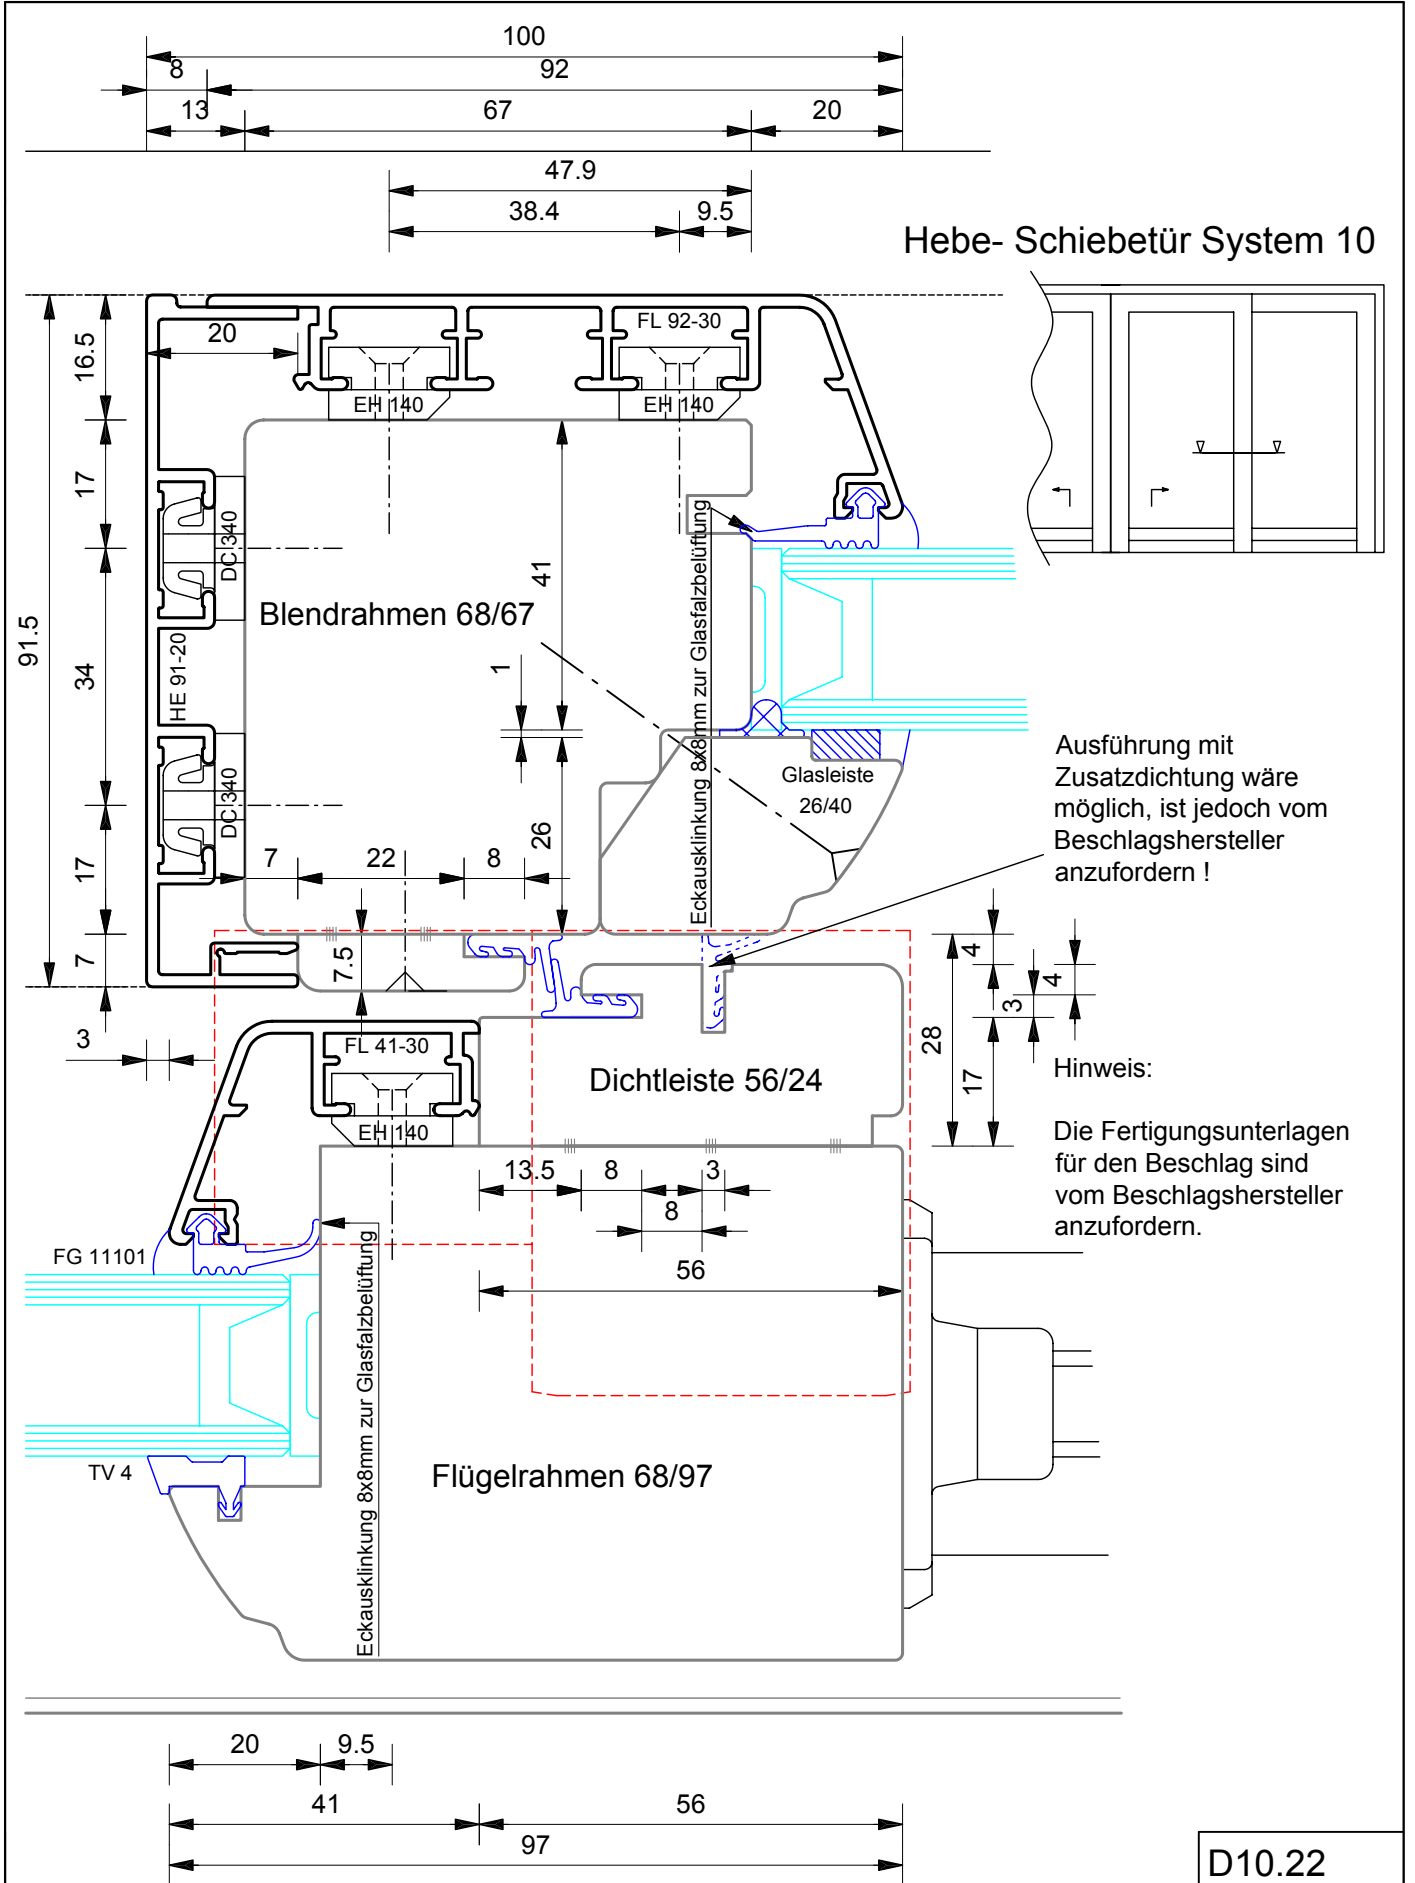 100
8
92
13
67
20
47.9
38.4
9.5
Hebe- Schiebetür System 10
16.5
20
FL 92-30
EH 140
EH 140
17
DC 340
Eckausklinkung 8x8mm zur Glasfalzbelüftung
41
Blendrahmen 68/67
91.5
34
HE 91-20
1
Ausführung mit
Zusatzdichtung wäre
möglich, ist jedoch vom
Beschlagshersteller
anzufordern !
Glasleiste
26/40
DC 340
17
26
7
22
8
7
7.5
4
4
3
28
17
3
FL 41-30
EH 140
Dichtleiste 56/24
Hinweis:
Die Fertigungsunterlagen
für den Beschlag sind
vom Beschlagshersteller
anzufordern.
13.5
8
3
8
56
FG 11101
Eckausklinkung 8x8mm zur Glasfalzbelüftung
TV 4
Flügelrahmen 68/97
20
9.5
41
56
97
D10.22